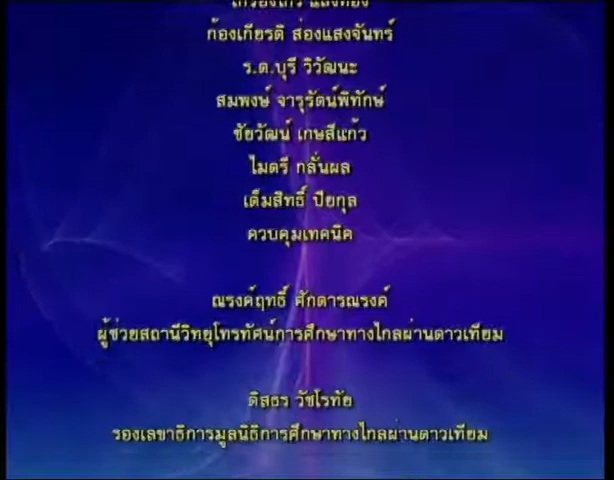 ก้องเกียรติ ส่องแสงจันทร์
ร.ต.บุรี วิวัฒนะ
สมพงษ์ จารุรัตน์พิทักษ์
ชัยวัฒน์ เกษสีแก้ว
ไมตรี กลั่นผล
เต็มสิทธิ์ ปิยกุล
ควบคุมเทคนิค
ณรงค์ฤทธิ์ ศักดารณรงค์
ผู้ช่วยสถานีวิทยุโทรทัศน์การศึกษาทางไกลผ่านดาวเทียม
ดิสธร วัชโรทัย
รองเลขาธิการมูลนิธิการศึกษาทางไกลผ่านดาวเทียม